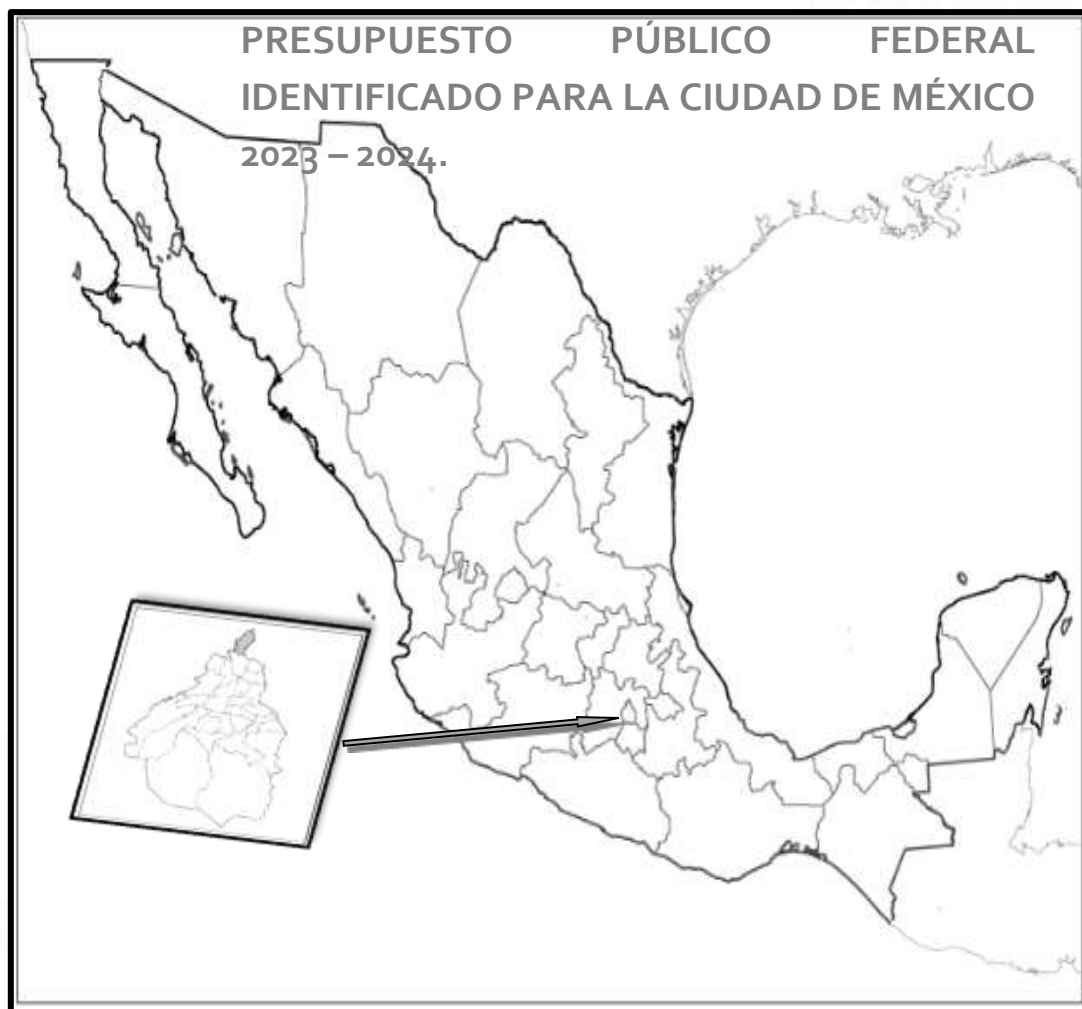 PRESUPUESTO PÚBLICO FEDERAL
IDENTIFICADO PARA LA CIUDAD DE MÉXICO
2023 – 2024.